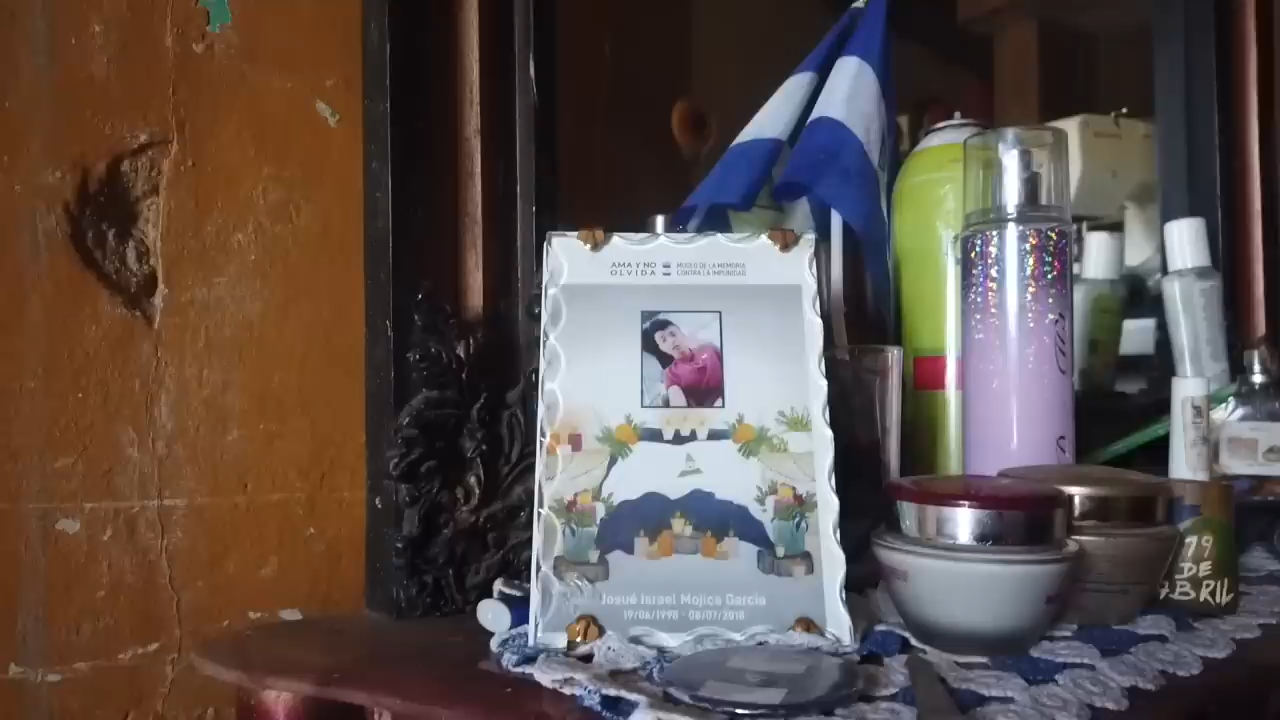 AMA Y NO
OLVIDA
MUSEO DE LA MEMORIA
CONTRA LA IMPUNIDAD
Josué Israel Mojica García
19/06/1998 - 08/07/2018
19
DE
ABRIL